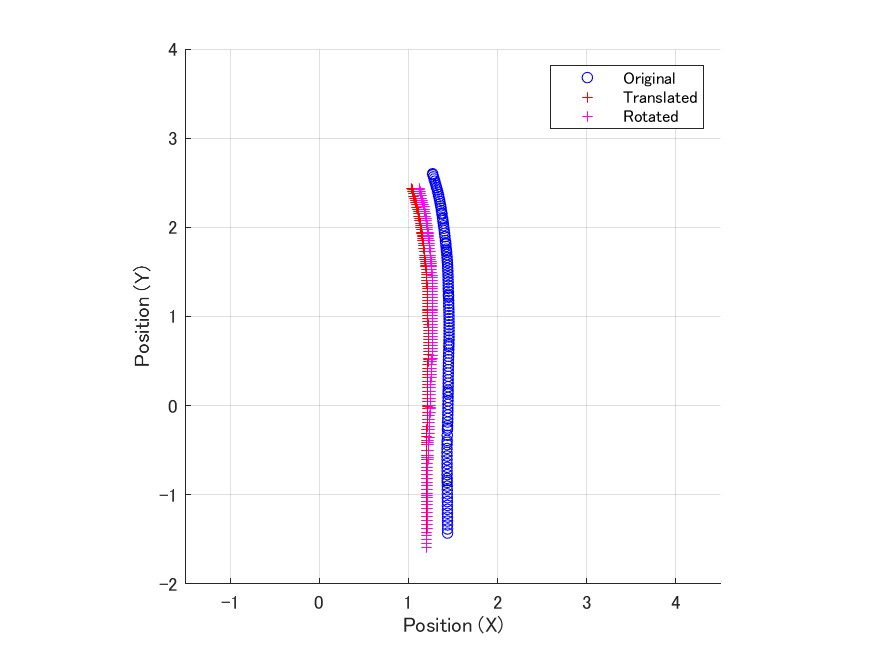 4
3
2
1
0
-1
-2
-1
0
1
2
3
4
Position (X)
Position (Y)
Original
Translated
Rotated